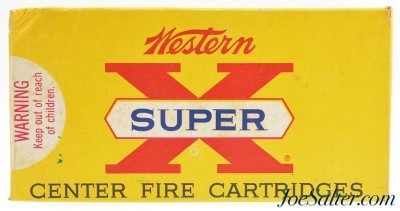 Western
X
SUPER
®
WARNING
Keep out of reach
of children.
CENTER FIRE CARTRIDGES
JoeSalter.com